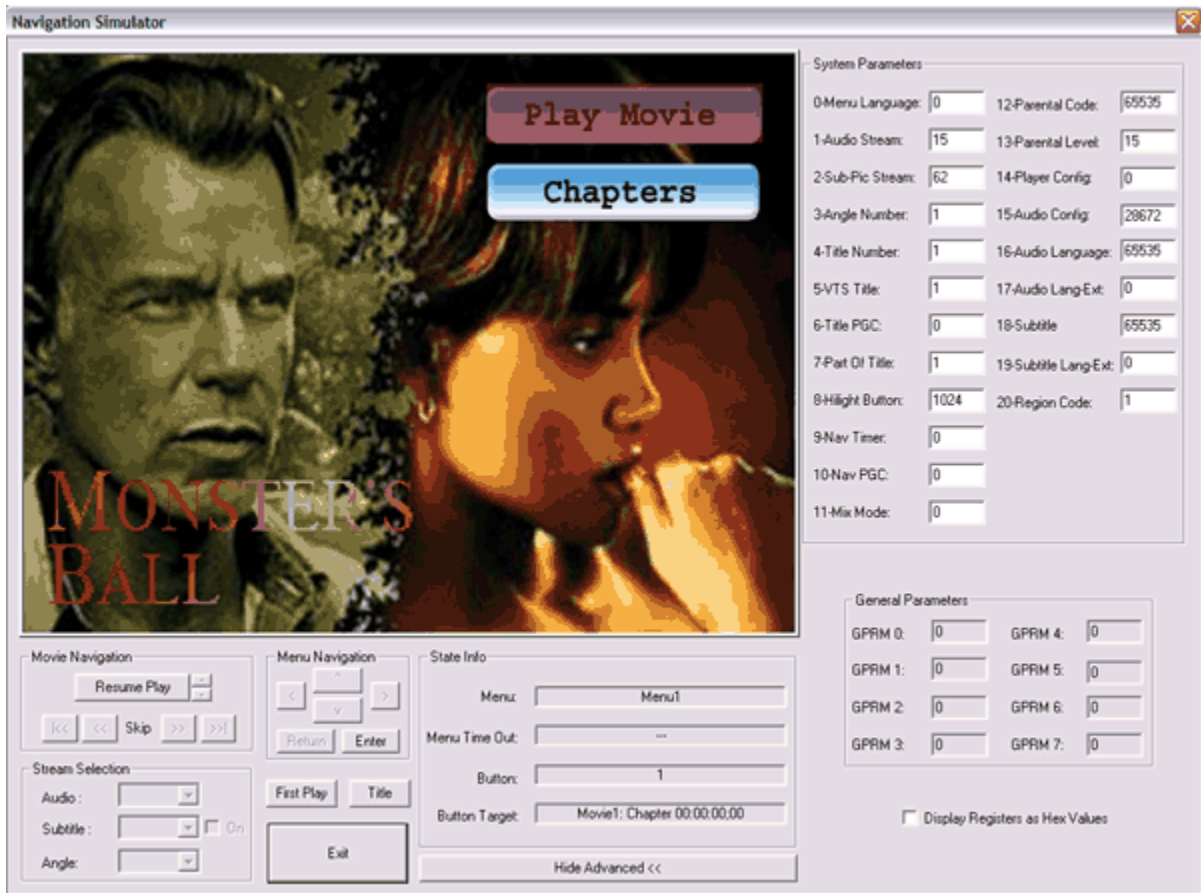 Navigation Simulator
Play Movie
Chapters
MONSTER'S
BALL
System Parameters
0-Menu Language: 0
12-Parental Code: 65535
1-Audio Stream: 15
13-Parental Level: 15
2-Sub-Pic Stream: 62
14-Player Config: 0
3-Angle Number: 1
15-Audio Config: 28672
4-Title Number: 1
16-Audio Language: 65535
5-VTS Title: 1
17-Audio Lang-Ext: 0
6-Title PGC: 0
18-Subtitle 65535
7-Part Of Title: 1
19-Subtitle Lang-Ext: 0
8-Hilight Button: 1024
20-Region Code: 1
9-Nav Timer: 0
10-Nav PGC: 0
11-Mix Mode: 0
General Parameters
GPRM 0: 0
GPRM 4: 0
GPRM 1: 0
GPRM 5: 0
GPRM 2: 0
GPRM 6: 0
GPRM 3: 0
GPRM 7: 0
Display Registers as Hex Values
Movie Navigation
Resume Play
|<< << Skip >> >>|
Stream Selection
Audio :
Subtitle : On
Angle:
Menu Navigation
^
< >
v
Return Enter
First Play Title
Exit
State Info
Menu: Menu1
Menu Time Out: ---
Button: 1
Button Target: Movie1: Chapter 00:00:00;00
Hide Advanced <<